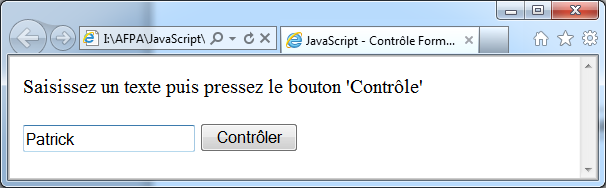 I:\AFPA\JavaScript\
JavaScript - Contrôle Form...
Saisissez un texte puis pressez le bouton 'Contrôle'
Patrick
Contrôler